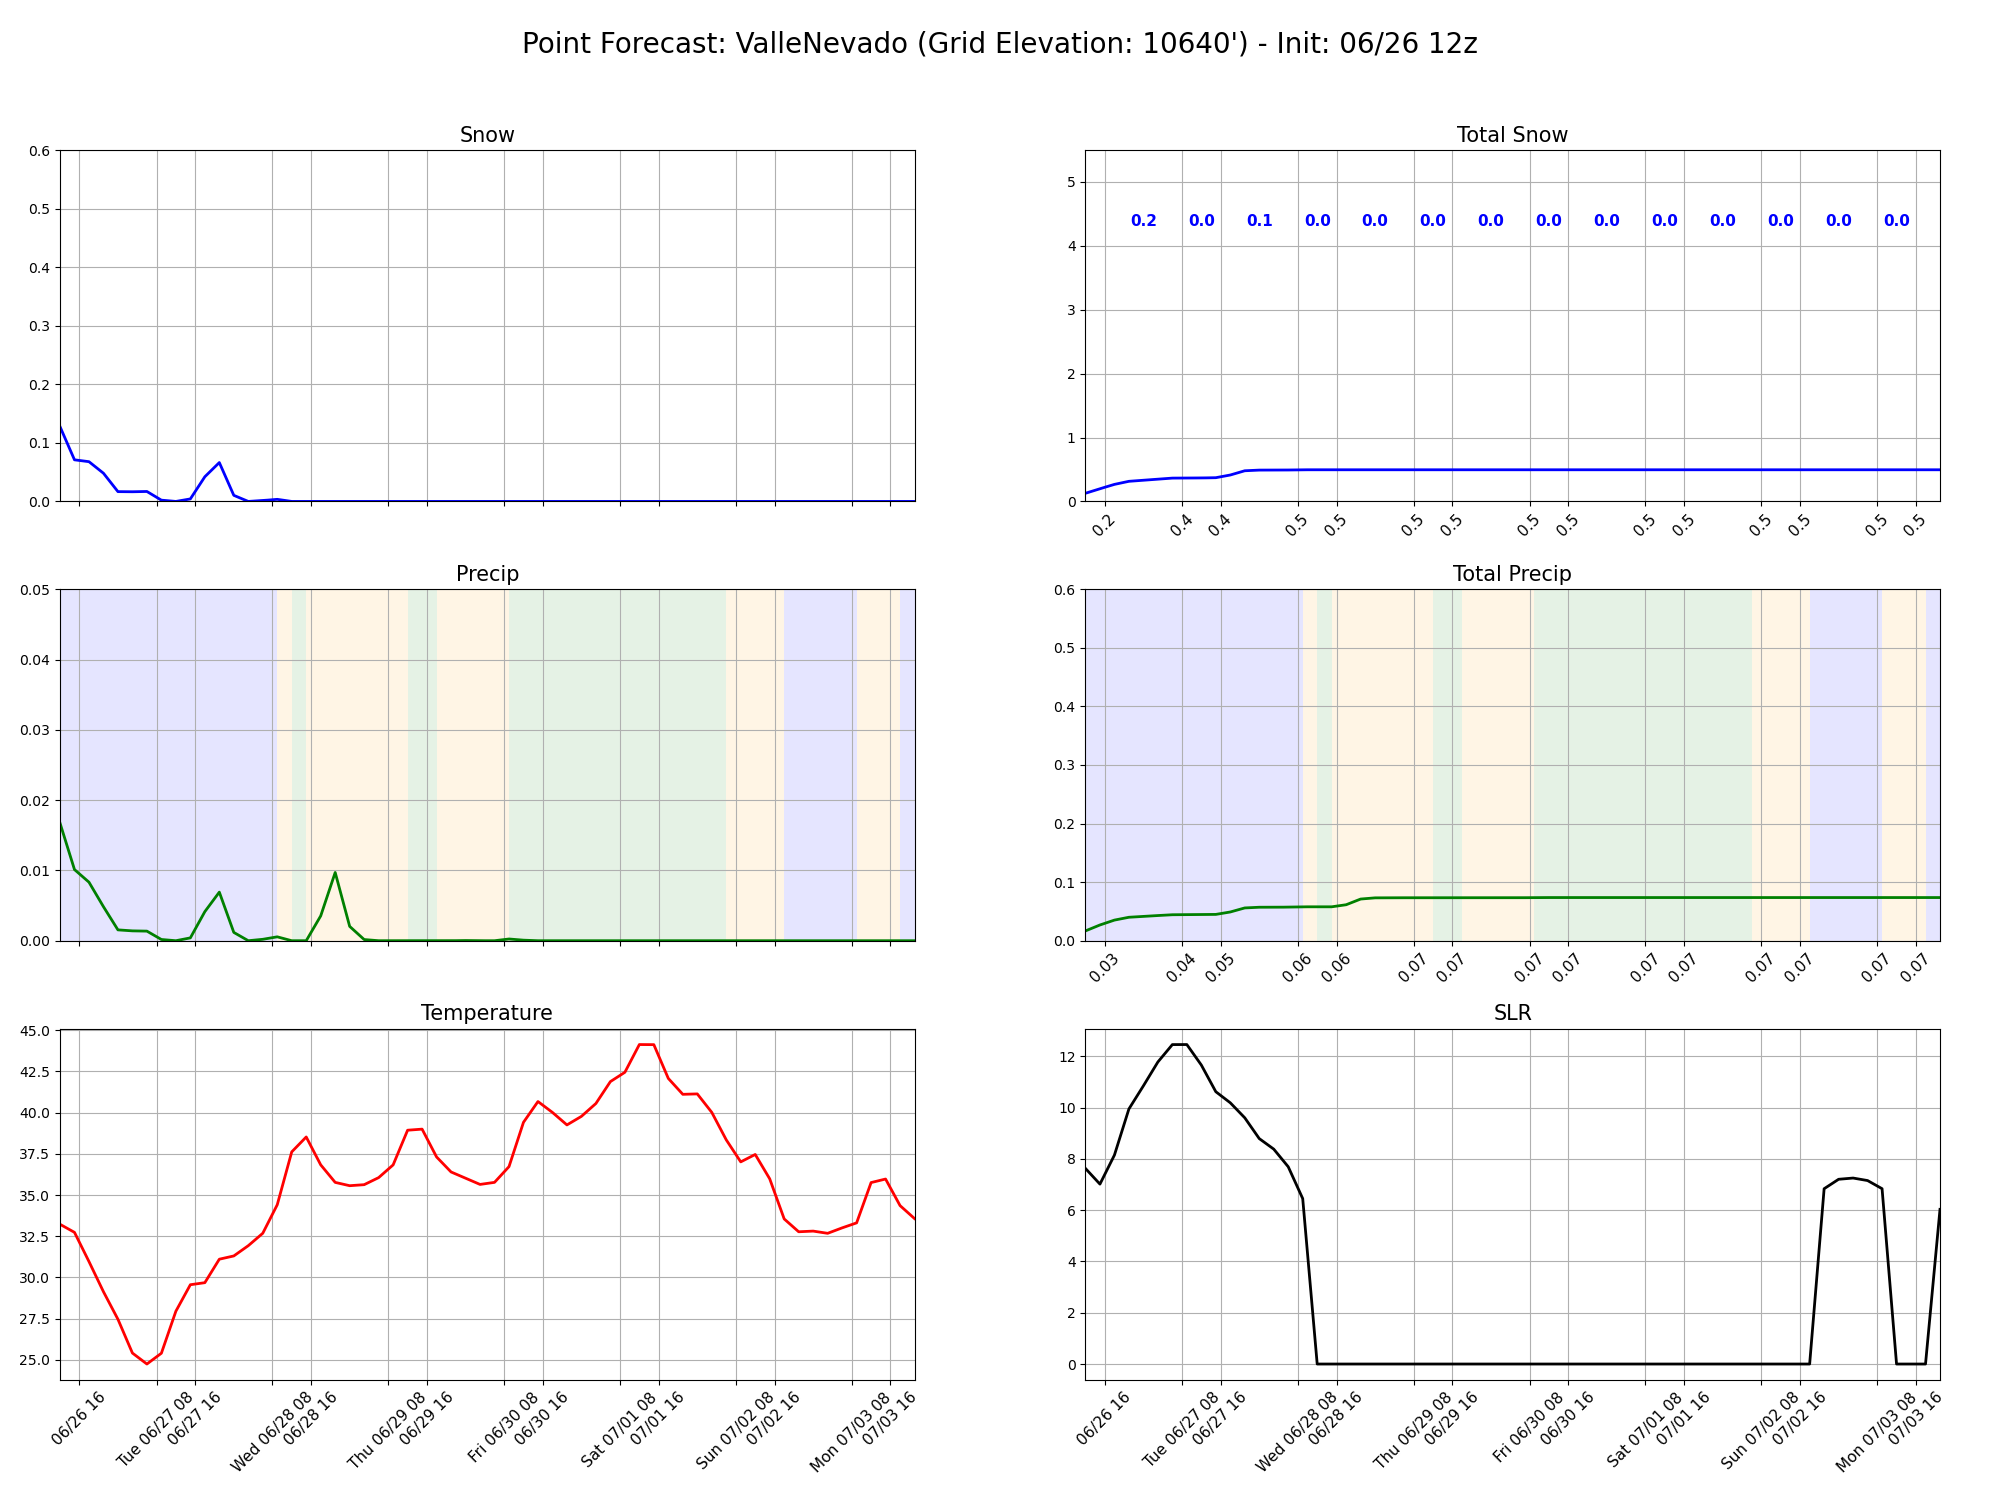 Point Forecast: ValleNevado (Grid Elevation: 10640') - Init: 06/26 12z
Snow
0.6
0.5
0.4
0.3
0.2
0.1
0.0
Total Snow
5
4
3
2
1
0
0.2 0.0 0.1 0.0 0.0 0.0 0.0 0.0 0.0 0.0 0.0 0.0 0.0 0.0
0.2 0.4 0.4 0.5 0.5 0.5 0.5 0.5 0.5 0.5 0.5 0.5 0.5 0.5 0.5
Precip
0.05
0.04
0.03
0.02
0.01
0.00
Total Precip
0.6
0.5
0.4
0.3
0.2
0.1
0.0
0.03 0.04 0.05 0.06 0.06 0.07 0.07 0.07 0.07 0.07 0.07 0.07 0.07 0.07 0.07
Temperature
45.0
42.5
40.0
37.5
35.0
32.5
30.0
27.5
25.0
06/26 16
Tue 06/27 08
06/27 16
Wed 06/28 08
06/28 16
Thu 06/29 08
06/29 16
Fri 06/30 08
06/30 16
Sat 07/01 08
07/01 16
Sun 07/02 08
07/02 16
Mon 07/03 08
07/03 16
SLR
12
10
8
6
4
2
0
06/26 16
Tue 06/27 08
06/27 16
Wed 06/28 08
06/28 16
Thu 06/29 08
06/29 16
Fri 06/30 08
06/30 16
Sat 07/01 08
07/01 16
Sun 07/02 08
07/02 16
Mon 07/03 08
07/03 16